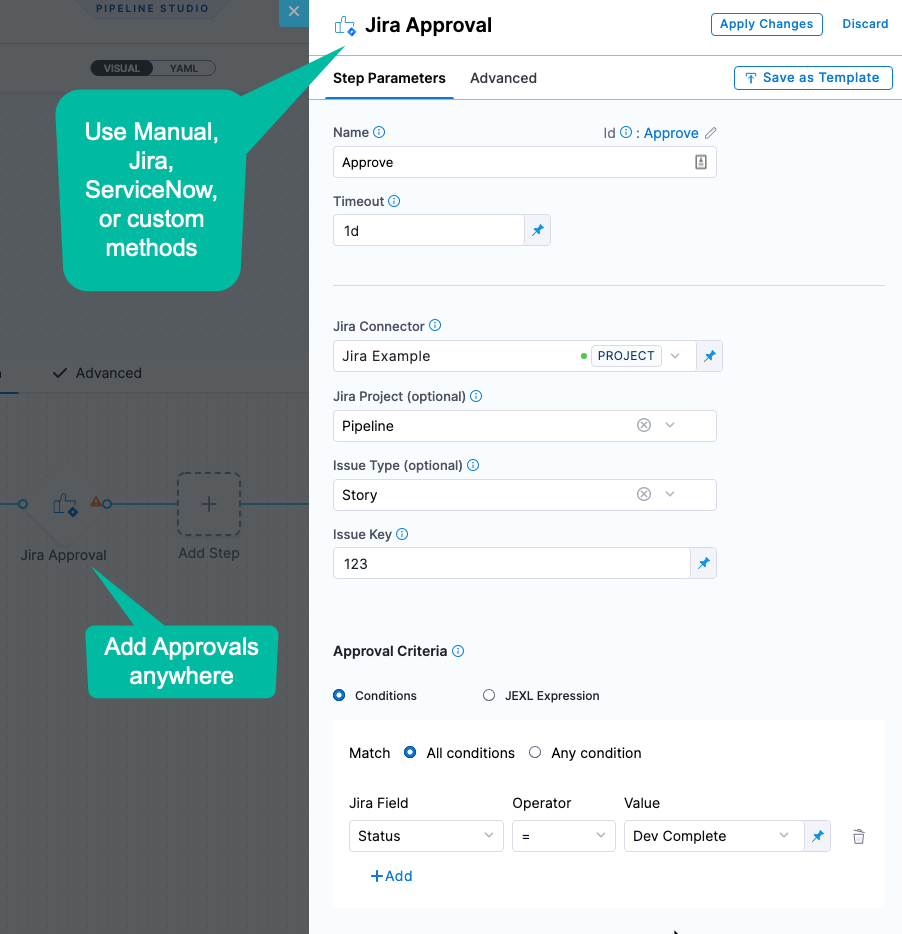 PIPELINE STUDIO
VISUAL
YAML
Use Manual,
Jira,
ServiceNow,
or custom
methods
Advanced
Jira Approval
Add Step
Add Approvals
anywhere
Jira Approval
Apply Changes
Discard
Step Parameters
Advanced
Save as Template
Name
Id : Approve
Approve
Timeout
1d
Jira Connector
Jira Example
PROJECT
Jira Project (optional)
Pipeline
Issue Type (optional)
Story
Issue Key
123
Approval Criteria
Conditions
JEXL Expression
Match
All conditions
Any condition
Jira Field
Operator
Value
Status
=
Dev Complete
+Add